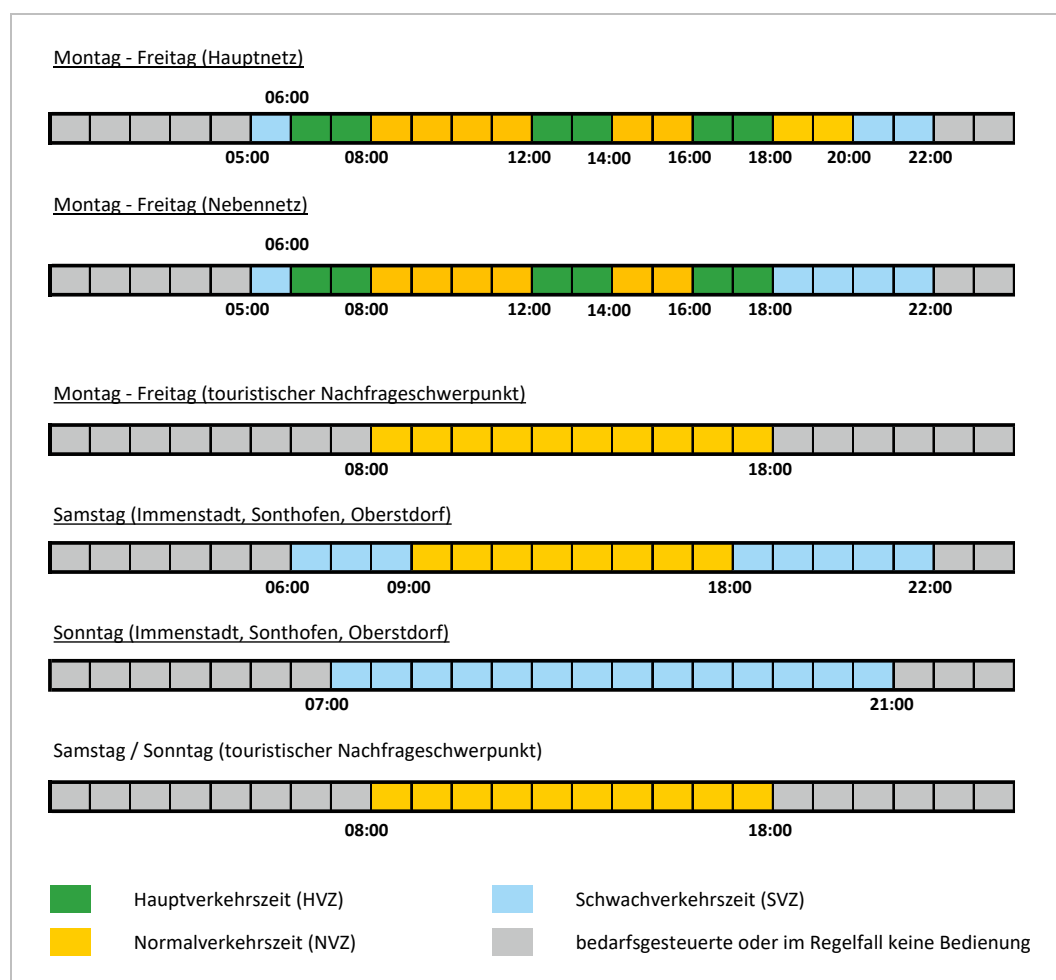 Montag - Freitag (Hauptnetz)
06:00
05:00 08:00 12:00 14:00 16:00 18:00 20:00 22:00
Montag - Freitag (Nebennetz)
06:00
05:00 08:00 12:00 14:00 16:00 18:00 22:00
Montag - Freitag (touristischer Nachfrageschwerpunkt)
08:00 18:00
Samstag (Immenstadt, Sonthofen, Oberstdorf)
06:00 09:00 18:00 22:00
Sonntag (Immenstadt, Sonthofen, Oberstdorf)
07:00 21:00
Samstag / Sonntag (touristischer Nachfrageschwerpunkt)
08:00 18:00
Hauptverkehrszeit (HVZ) Schwachverkehrszeit (SVZ)
Normalverkehrszeit (NVZ) bedarfsgesteuerte oder im Regelfall keine Bedienung